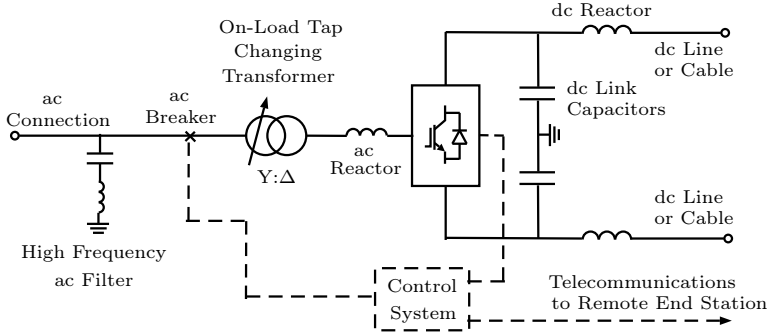 On-Load Tap
Changing
Transformer
dc Reactor
dc Line
or Cable
ac
Connection
ac
Breaker
dc Link
Capacitors
ac
Reactor
Y:Δ
dc Line
or Cable
High Frequency
ac Filter
Control
System
Telecommunications
to Remote End Station